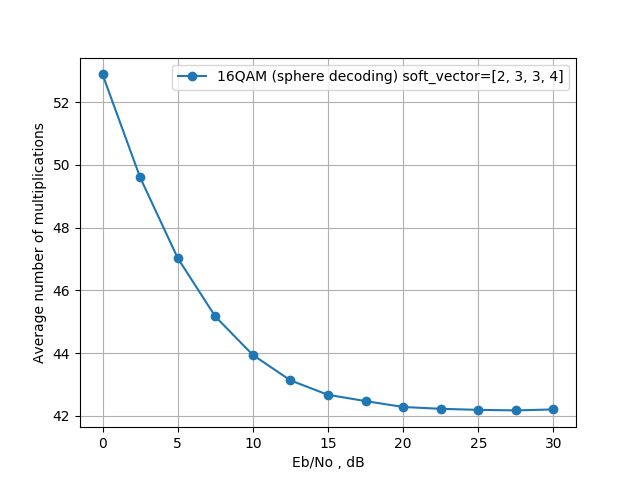 16QAM (sphere decoding) soft_vector=[2, 3, 3, 4]
Average number of multiplications
52
50
48
46
44
42
0 5 10 15 20 25 30
Eb/No , dB